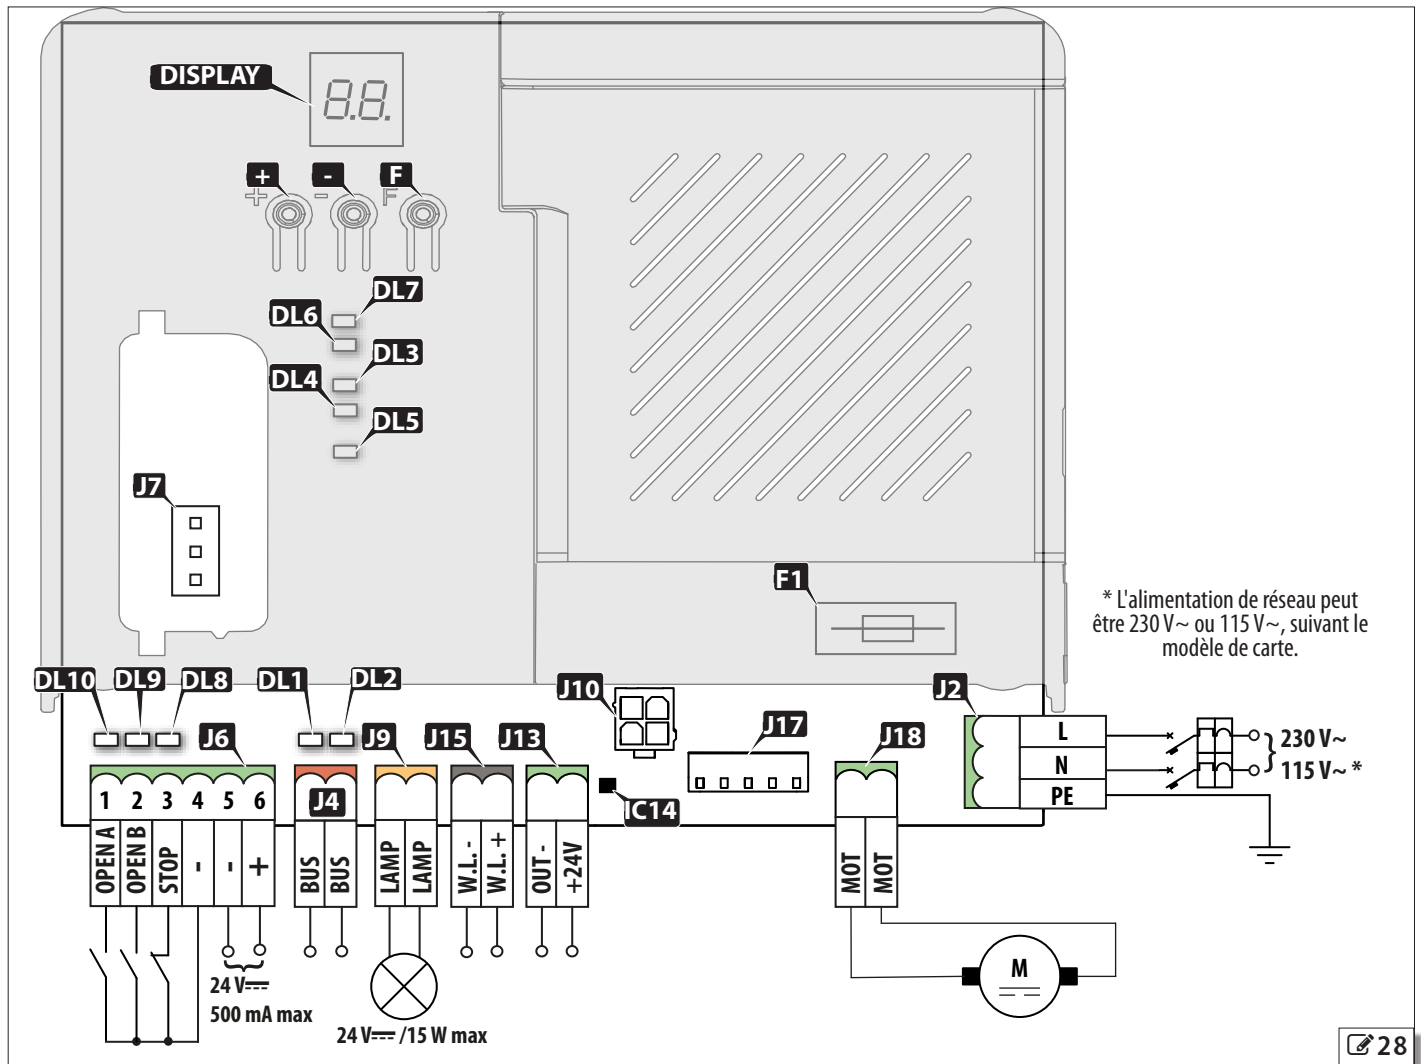 DISPLAY
8.8.
+ - F
+ - F
DL7
DL6
DL3
DL4
DL5
J7
F1
* L'alimentation de réseau peut
être 230 V~ ou 115 V~, suivant le
modèle de carte.
DL10 DL9 DL8 DL1 DL2
J10
J2
J6 J9 J15 J13 J17 J18
L
N
PE
230 V~
115 V~ *
1 2 3 4 5 6
J4
IC14
OPEN A
OPEN B
STOP
-
-
+
BUS
BUS
LAMP
LAMP
W.L. -
W.L. +
OUT -
+24V
MOT
MOT
M
24 V⎓
500 mA max
24 V⎓ /15 W max
28